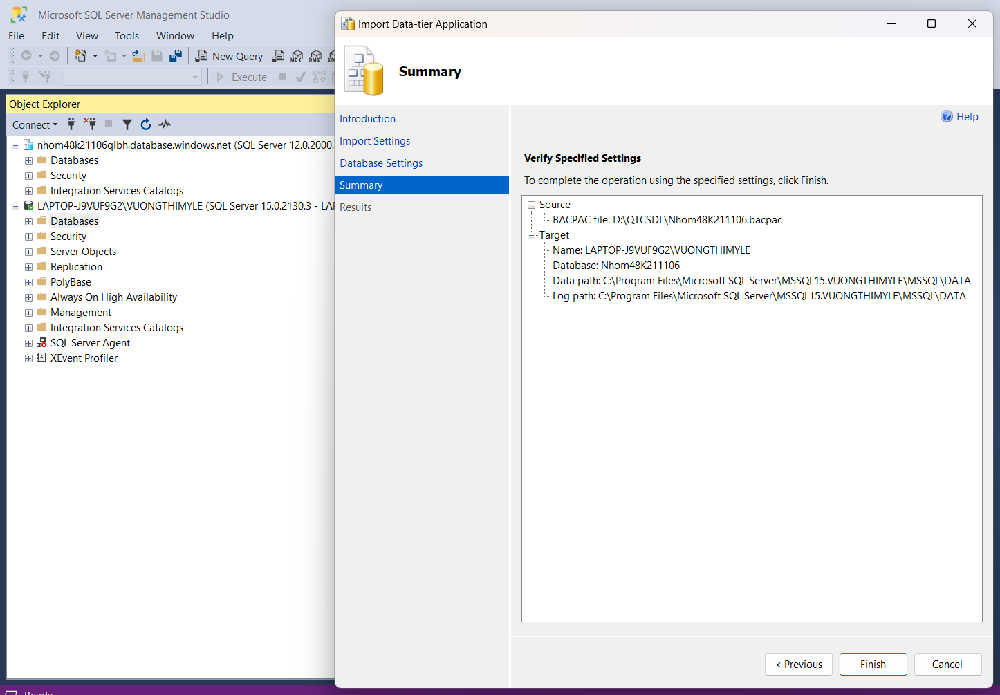 Microsoft SQL Server Management Studio
File Edit View Tools Window Help
New Query MDX DMX XM
Execute
Object Explorer
Connect
nhom48k21106qlbh.database.windows.net (SQL Server 12.0.2000.
Databases
Security
Integration Services Catalogs
LAPTOP-J9VUF9G2\VUONGTHIMYLE (SQL Server 15.0.2130.3 - LAP
Databases
Security
Server Objects
Replication
PolyBase
Always On High Availability
Management
Integration Services Catalogs
SQL Server Agent
XEvent Profiler
Ready
Import Data-tier Application
Summary
Introduction
Import Settings
Database Settings
Summary
Results
Help
Verify Specified Settings
To complete the operation using the specified settings, click Finish.
Source
BACPAC file: D:\QTCSDL\Nhom48K211106.bacpac
Target
Name: LAPTOP-J9VUF9G2\VUONGTHIMYLE
Database: Nhom48K211106
Data path: C:\Program Files\Microsoft SQL Server\MSSQL15.VUONGTHIMYLE\MSSQL\DATA
Log path: C:\Program Files\Microsoft SQL Server\MSSQL15.VUONGTHIMYLE\MSSQL\DATA
< Previous Finish Cancel